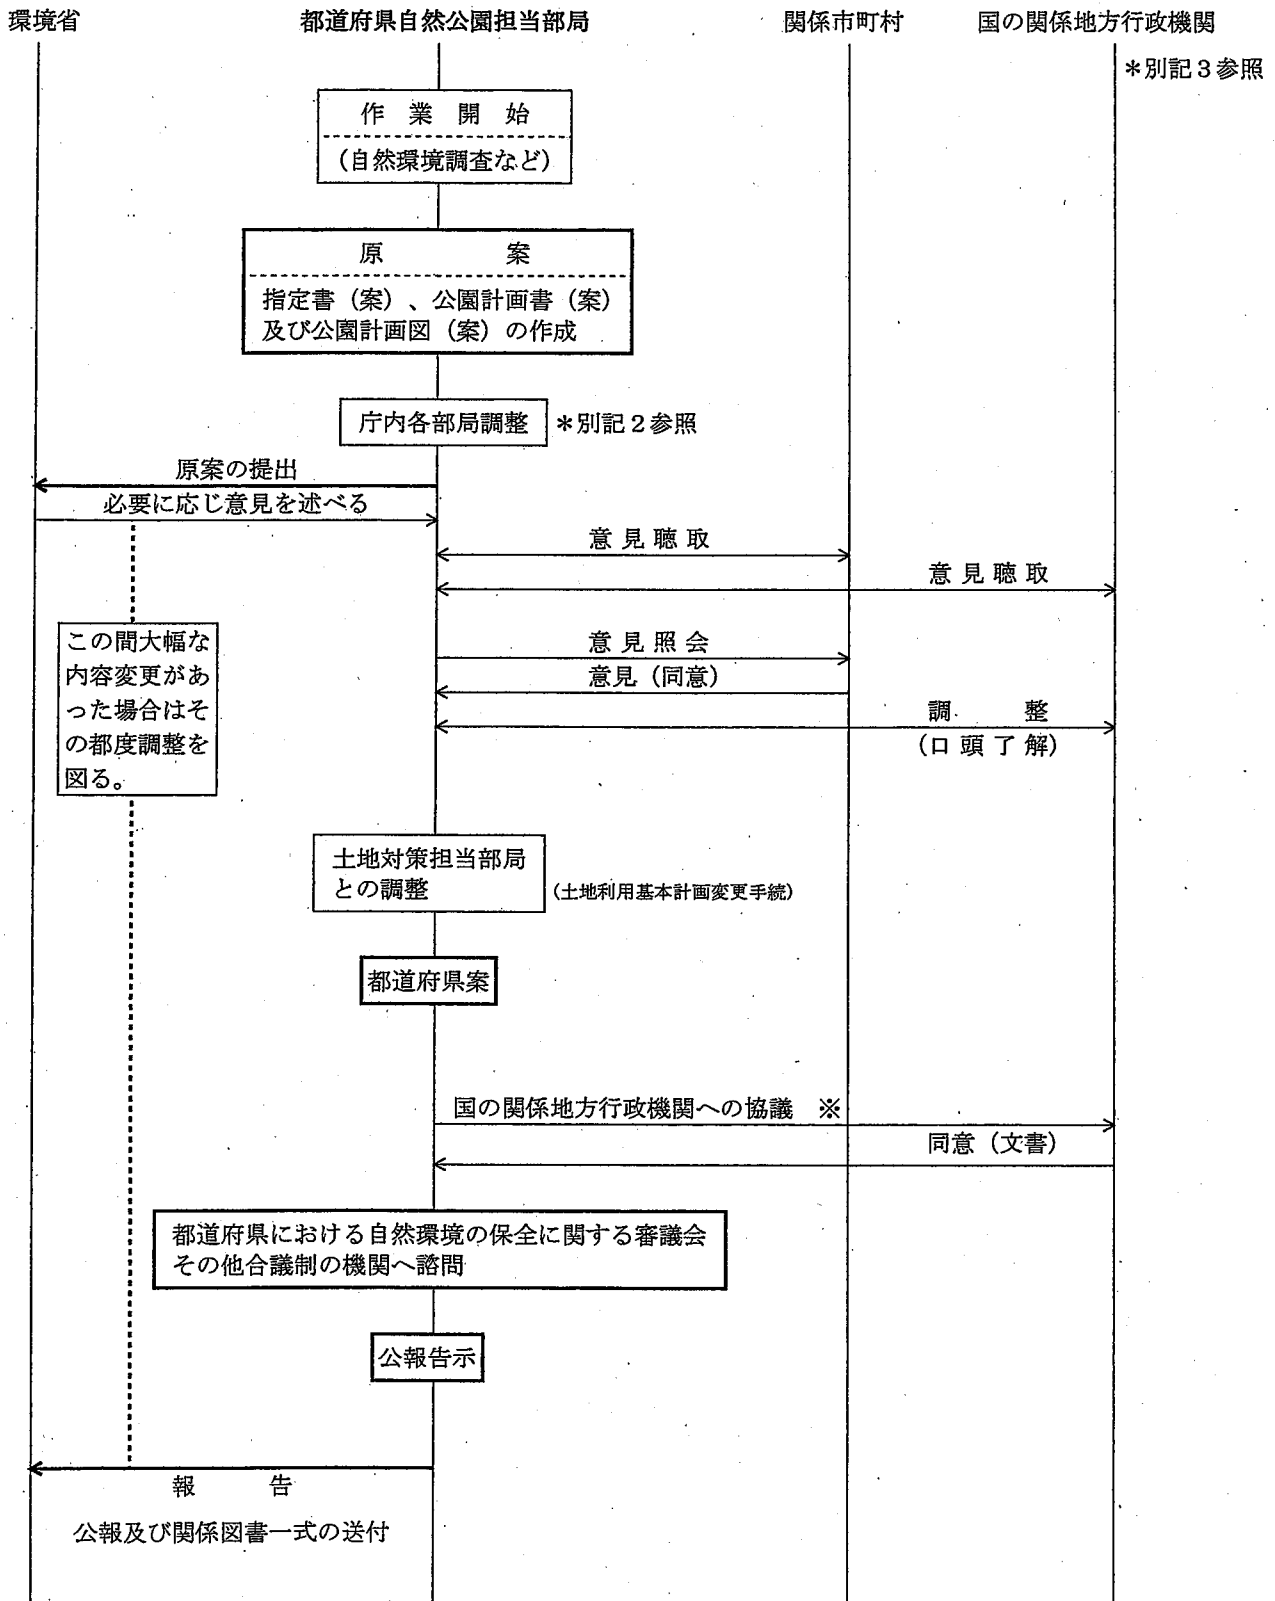 環境省
都道府県自然公園担当部局
関係市町村
国の関係地方行政機関
＊別記３参照
作業開始
（自然環境調査など）
原　案
指定書（案）、公園計画書（案）
及び公園計画図（案）の作成
庁内各部局調整
＊別記２参照
原案の提出
必要に応じ意見を述べる
意見聴取
意見聴取
この間大幅な
内容変更があ
った場合はそ
の都度調整を
図る。
意見照会
意見（同意）
調　整
（口頭了解）
土地対策担当部局
との調整
（土地利用基本計画変更手続）
都道府県案
国の関係地方行政機関への協議　※
同意（文書）
都道府県における自然環境の保全に関する審議会
その他合議制の機関へ諮問
公報告示
報　告
公報及び関係図書一式の送付